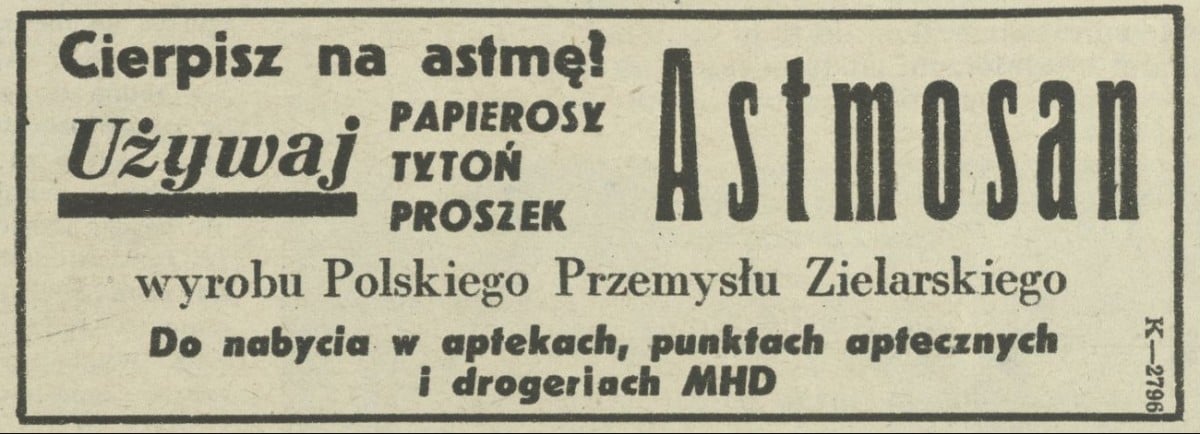 Cierpisz na astmę?
Używaj
PAPIEROSY
TYTOŃ
PROSZEK
Astmosan
wyrobu Polskiego Przemysłu Zielarskiego
Do nabycia w aptekach, punktach aptecznych
i drogeriach MHD
K—2796